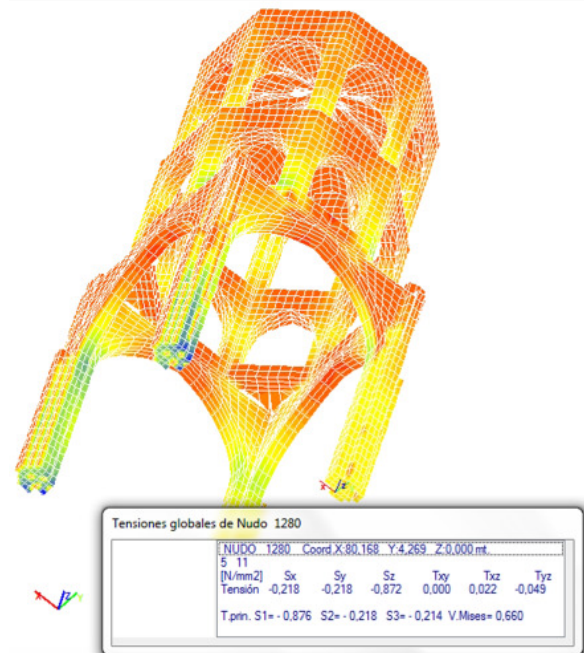 x z
Tensiones globales de Nudo 1280
NUDO 1280 Coord.X:80,168 Y:4,269 Z:0,000 mt.
5 11
[N/mm2] Sx Sy Sz Txy Txz Tyz
Tensión -0,218 -0,218 -0,872 0,000 0,022 -0,049
T.prin. S1= - 0,876 S2= - 0,218 S3= - 0,214 V.Mises= 0,660
X Z Y